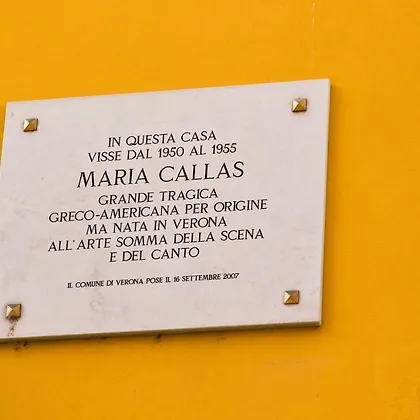 IN QUESTA CASA
VISSE DAL 1950 AL 1955
MARIA CALLAS
GRANDE TRAGICA
GRECO-AMERICANA PER ORIGINE
MA NATA IN VERONA
ALL'ARTE SOMMA DELLA SCENA
E DEL CANTO
IL COMUNE DI VERONA POSE IL 16 SETTEMBRE 2007